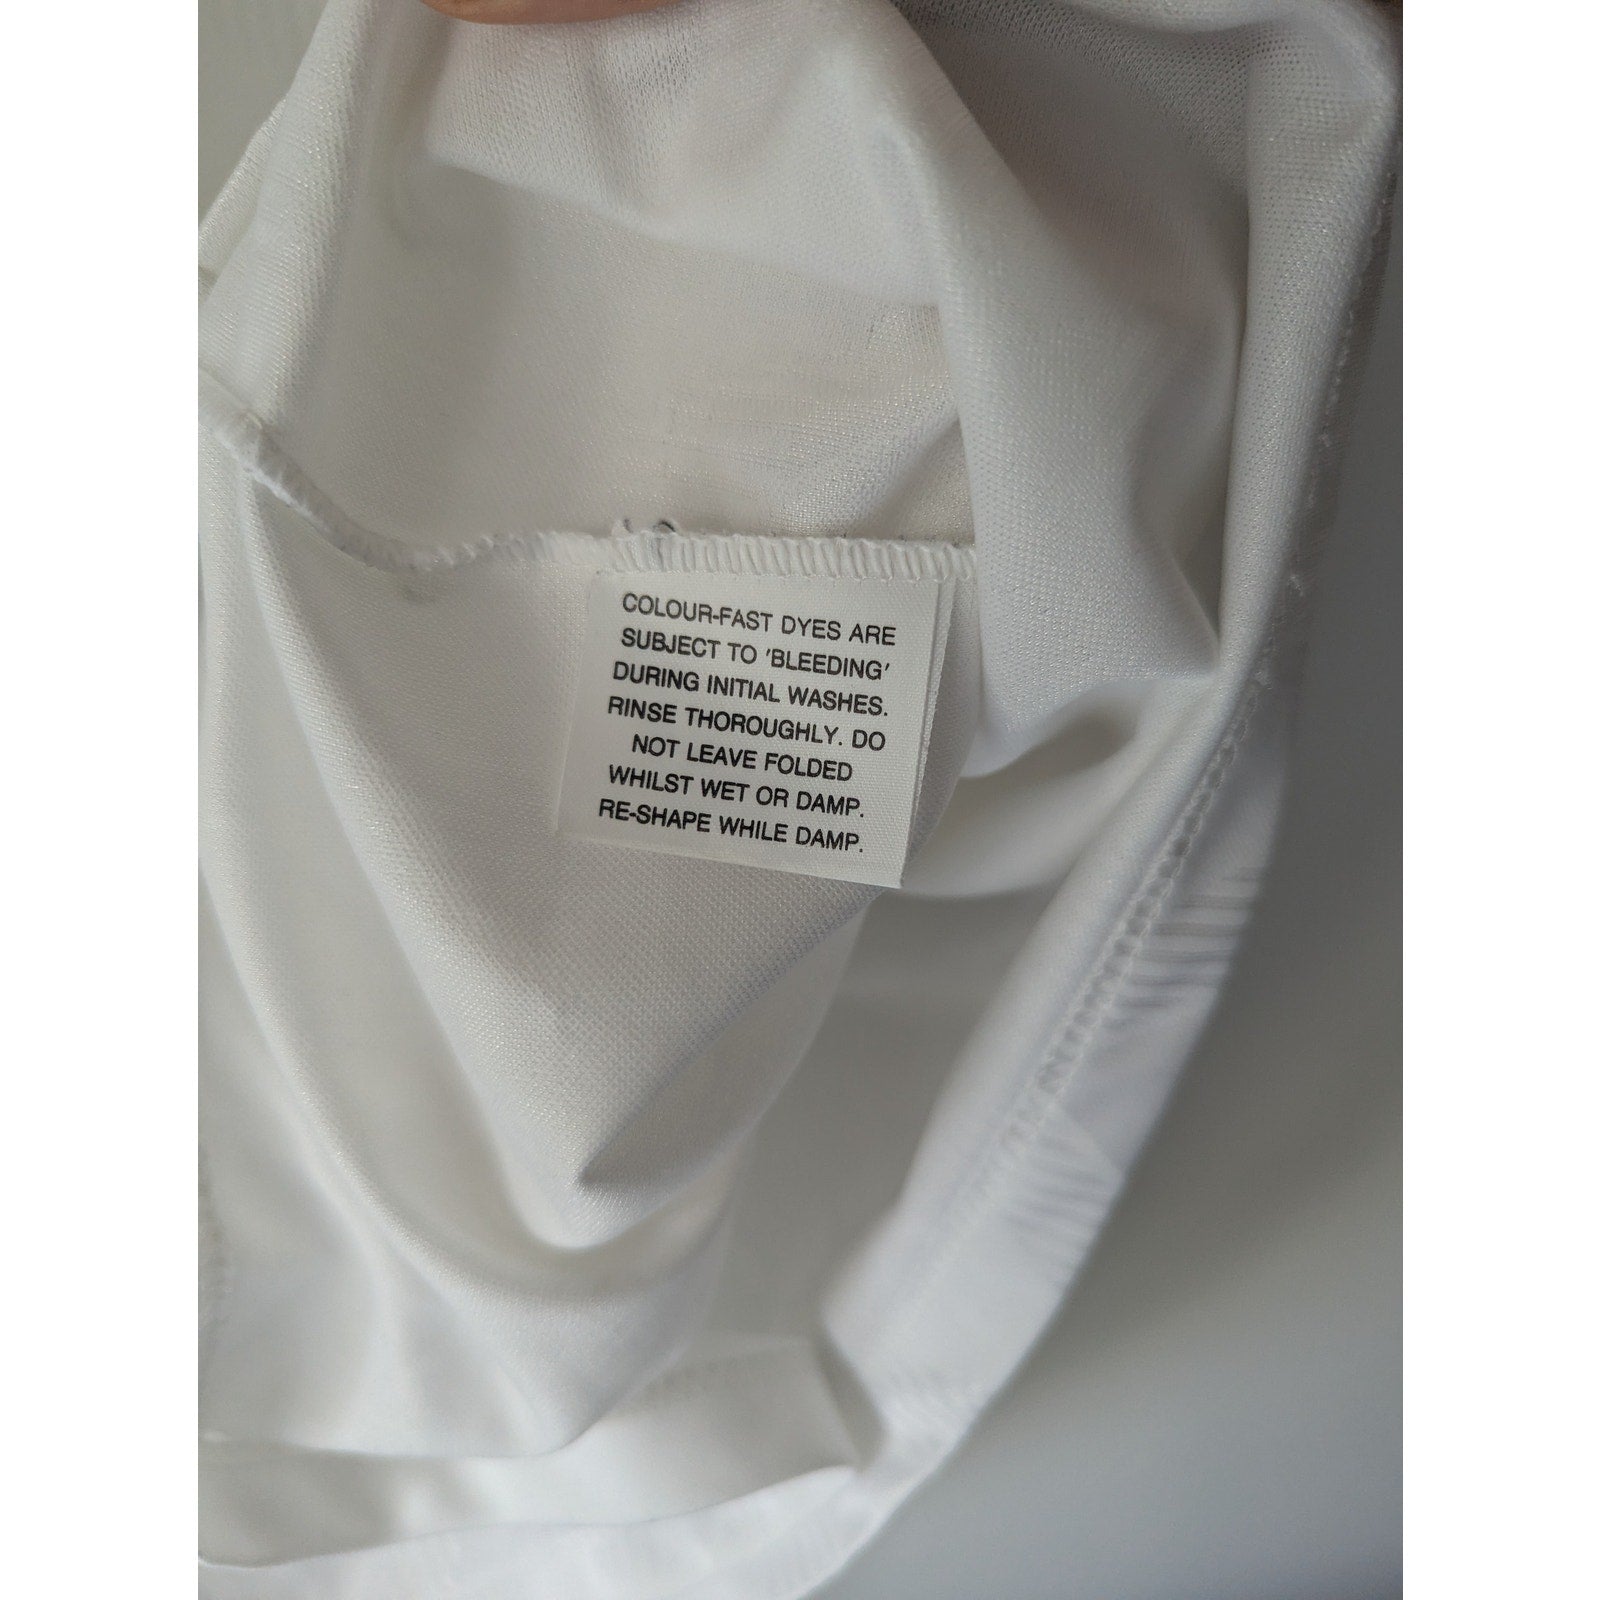 COLOUR-FAST DYES ARE
SUBJECT TO 'BLEEDING'
DURING INITIAL WASHES.
RINSE THOROUGHLY. DO
NOT LEAVE FOLDED
WHILST WET OR DAMP.
RE-SHAPE WHILE DAMP.